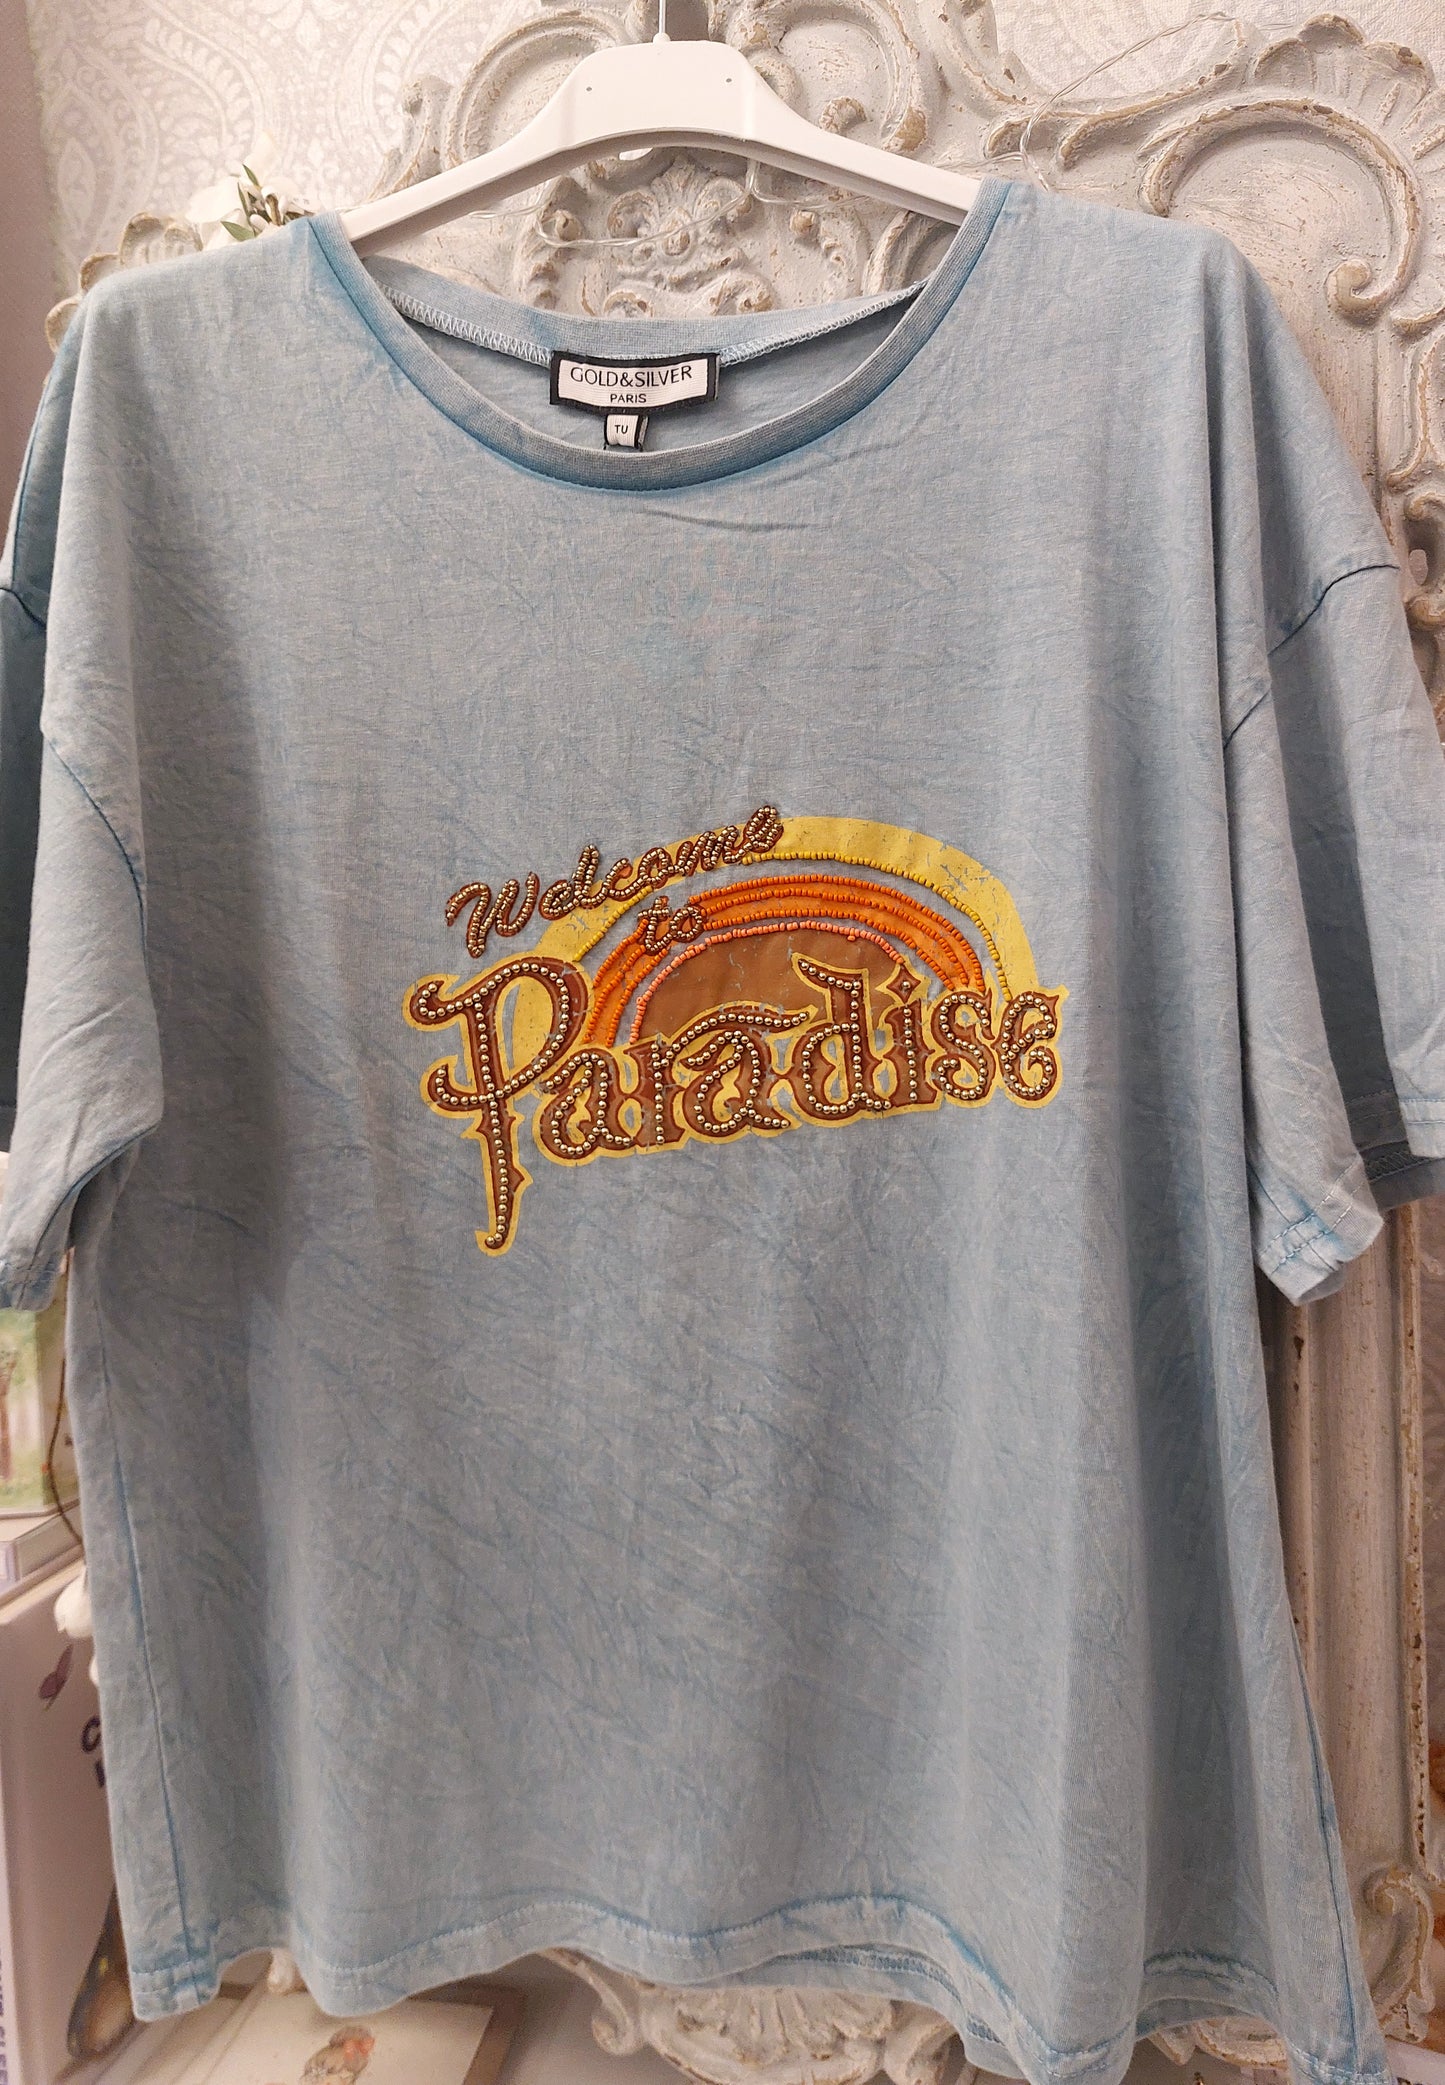 GOLD&SILVER
PARIS
TU
Welcome
to
Paradise